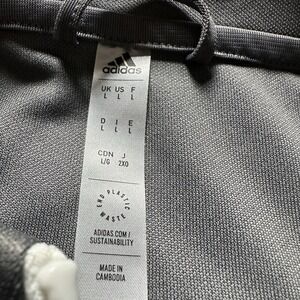 adidas
UK US F
L L L
D I E
L L L
CDN J
L/G 2XO
END PLASTIC WASTE
ADIDAS.COM/
SUSTAINABILITY
MADE IN
CAMBODIA